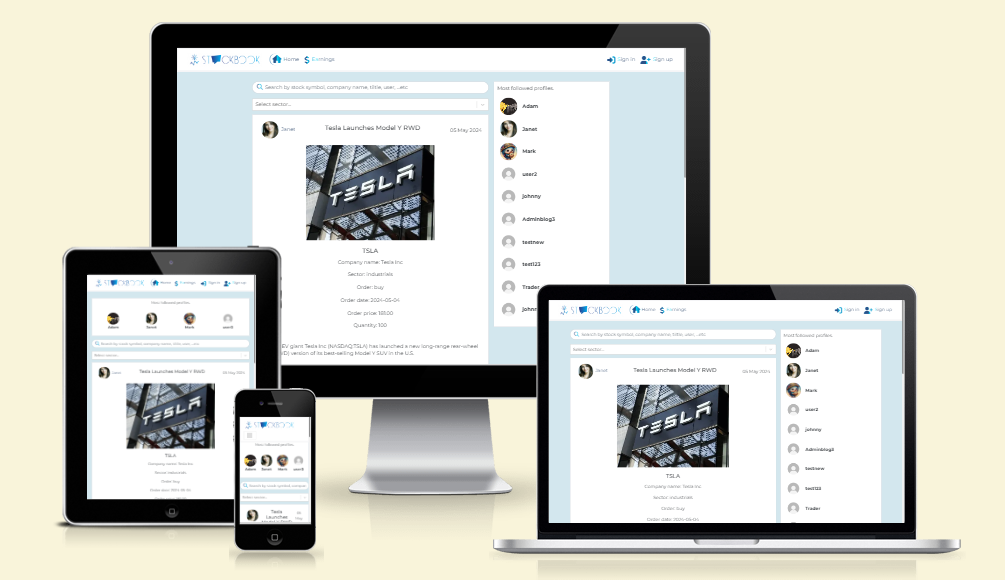 STOCKBOOK
Home
$ Earnings
Sign in
Sign up
Search by stock symbol, company name, title, user, ...etc
Select sector...
Janet
Tesla Launches Model Y RWD
05 May 2024
TESLA
TSLA
Company name: Tesla Inc
Sector: industrials
Order: buy
Order date: 2024-05-04
Order price: 181.00
Quantity: 100
EV giant Tesla Inc (NASDAQ:TSLA) has launched a new long-range rear-wheel
version of its best-selling Model Y SUV in the U.S.
Most followed profiles.
Adam
Janet
Mark
user2
Johnny
Adminblog3
testnew
test123
Trader
STOCKBOOK
Home
$ Earnings
Sign in
Sign up
Most followed profiles.
Adam
Janet
Mark
user2
Search by stock symbol, company name, title, user, ...etc
Select sector...
Janet
Tesla Launches Model Y RWD
05 May 2024
TESLA
TSLA
Company name: Tesla Inc
Sector: industrials
Order: buy
Order date: 2024-05-04
STOCKBOOK
Most followed profiles.
Adam
Janet
Mark
user2
Search by stock symbol, compan
Select sector...
Tesla
Launches
Model Y RWD
05
May
STOCKBOOK
Home
$ Earnings
Sign in
Sign up
Search by stock symbol, company name, title, user, ...etc
Select sector...
Janet
Tesla Launches Model Y RWD
05 May 2024
TESLA
TSLA
Company name: Tesla Inc
Sector: industrials
Order: buy
Order date: 2024-05-04
Most followed profiles.
Adam
Janet
Mark
user2
Johnny
Adminblog3
testnew
test123
Trader